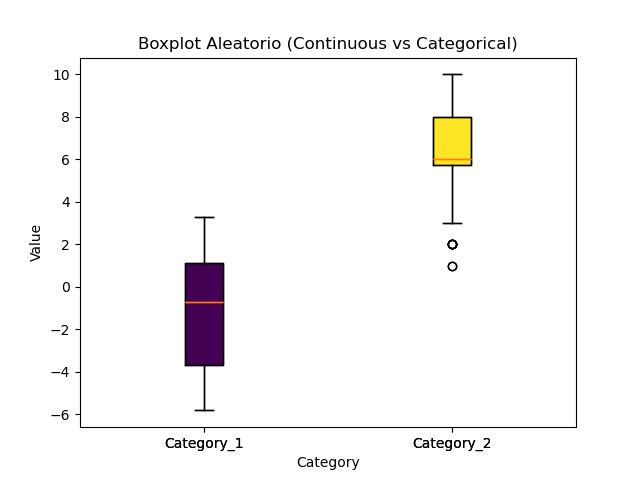 Boxplot Aleatorio (Continuous vs Categorical)
10
8
6
4
2
0
−2
−4
−6
Value
Category_1
Category_2
Category